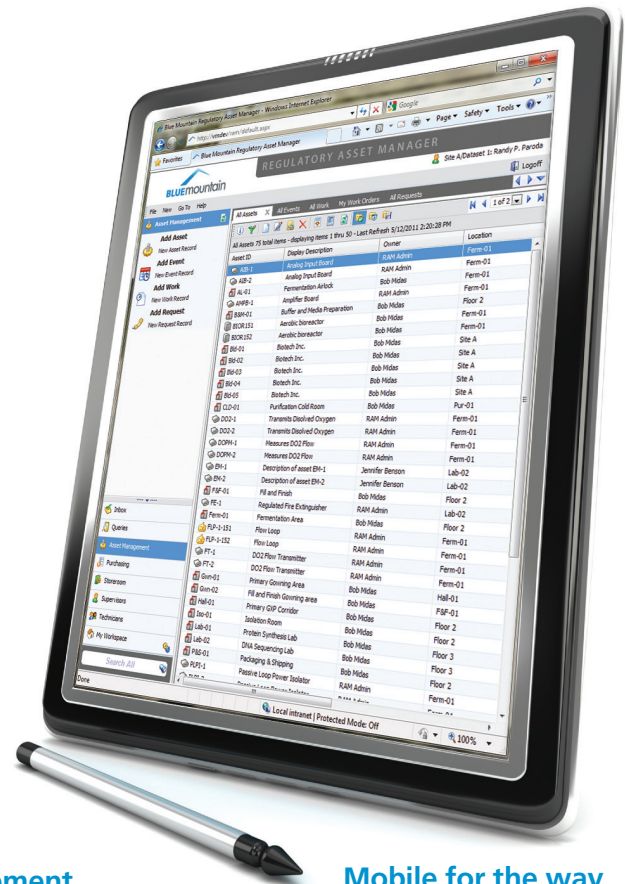 Blue Mountain Regulatory Asset Manager - Windows Internet Explorer
http://vmdev/ram/default.aspx
Google
Favorites
Blue Mountain Regulatory Asset Manager
Page Safety Tools
BLUEmountain
REGULATORY ASSET MANAGER
Site A/Dataset 1: Randy P. Paroda
Logoff
File New Go To Help
All Assets X All Events All Work My Work Orders All Requests
1 of 2
All Assets 75 total items - displaying items 1 thru 50 - Last Refresh 5/12/2011 2:20:28 PM
Asset Management
Add Asset
New Asset Record
Add Event
New Event Record
Add Work
New Work Record
Add Request
New Request Record
Inbox
Queries
Asset Management
Purchasing
Storeroom
Supervisors
Technicians
My Workspace
Search All
Asset ID Display Description Owner Location
AIB-1 Analog Input Board RAM Admin Ferm-01
AIB-2 Analog Input Board RAM Admin Ferm-01
AL-01 Fermentation Airlock Bob Midas Ferm-01
AMPB-1 Amplifier Board RAM Admin Ferm-01
B&M-01 Buffer and Media Preparation Bob Midas Floor 2
BIOR151 Aerobic bioreactor Bob Midas Ferm-01
BIOR152 Aerobic bioreactor Bob Midas Ferm-01
Bld-01 Biotech Inc. Bob Midas Site A
Bld-02 Biotech Inc. Bob Midas Site A
Bld-03 Biotech Inc. Bob Midas Site A
Bld-04 Biotech Inc. Bob Midas Site A
Bld-05 Biotech Inc. Bob Midas Site A
CLD-01 Purification Cold Room Bob Midas Pur-01
DO2-1 Transmits Disolved Oxygen RAM Admin Ferm-01
DO2-2 Transmits Disolved Oxygen RAM Admin Ferm-01
DOPM-1 Measures DO2 Flow RAM Admin Ferm-01
DOPM-2 Measures DO2 Flow RAM Admin Ferm-01
EM-1 Description of asset EM-1 Jennifer Benson Lab-02
EM-2 Description of asset EM-2 Jennifer Benson Lab-02
F&F-01 Fill and Finish Bob Midas Floor 2
FE-1 Regulated Fire Extinguisher RAM Admin Lab-02
Ferm-01 Fermentation Area Bob Midas Floor 2
FLP-1-151 Flow Loop RAM Admin Ferm-01
FLP-1-152 Flow Loop RAM Admin Ferm-01
FT-1 DO2 Flow Transmitter RAM Admin Ferm-01
FT-2 DO2 Flow Transmitter RAM Admin Ferm-01
Gwn-01 Primary Gowning Area Bob Midas Hall-01
Gwn-02 Fill and Finish Gowning area Bob Midas F&F-01
Hall-01 Primary GXP Corridor Bob Midas Floor 2
Iso-01 Isolation Room Bob Midas Floor 2
Lab-01 Protein Synthesis Lab Bob Midas Floor 3
Lab-02 DNA Sequencing Lab Bob Midas Floor 3
P&S-01 Packaging & Shipping Bob Midas Floor 2
PLPI-1 Passive Loop Power Isolator RAM Admin Ferm-01
Done
Local intranet | Protected Mode: Off
100%
Mobile for the way